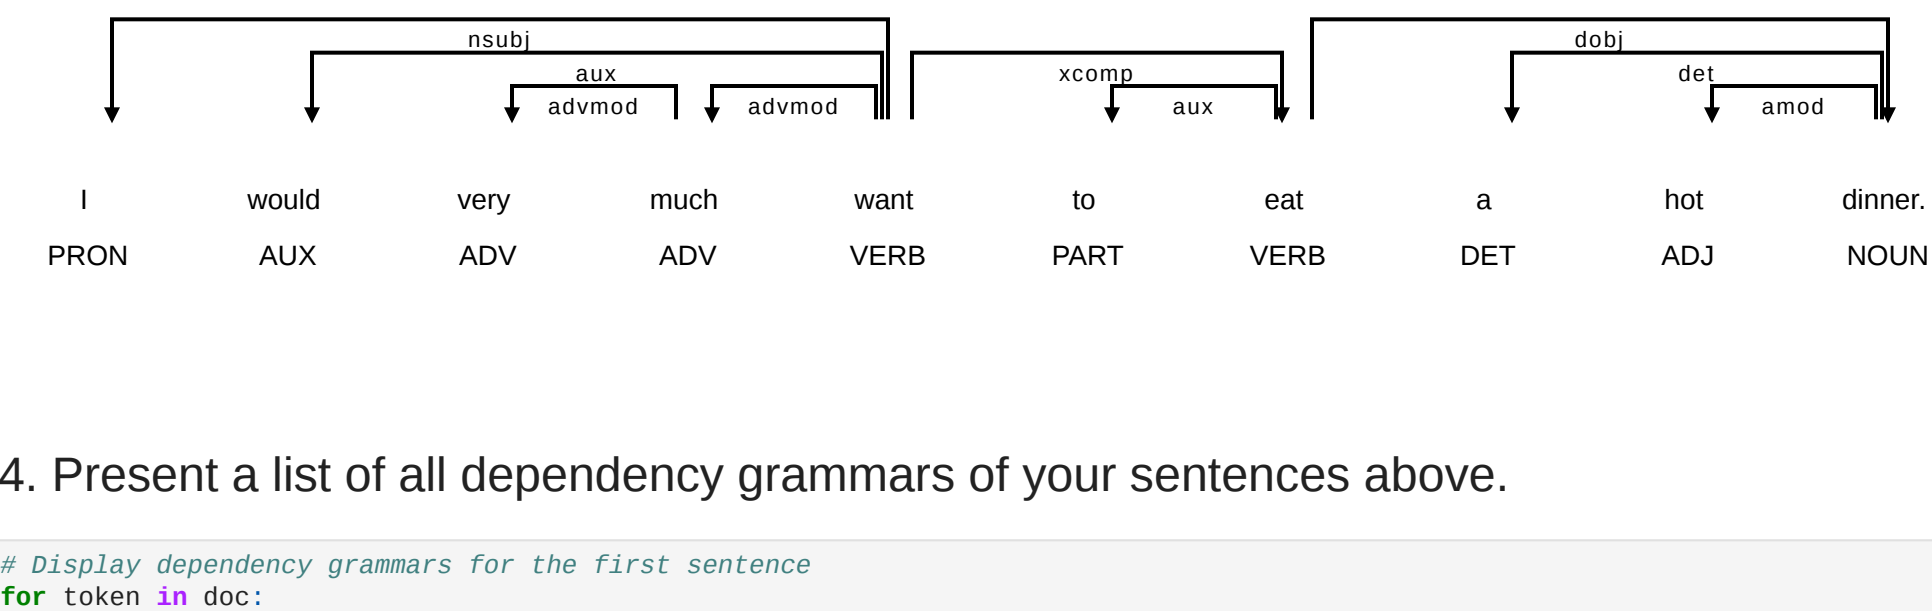 nsubj dobj
aux xcomp det
advmod advmod aux amod
I would very much want to eat a hot dinner.
PRON AUX ADV ADV VERB PART VERB DET ADJ NOUN
4. Present a list of all dependency grammars of your sentences above.
# Display dependency grammars for the first sentence
for token in doc: